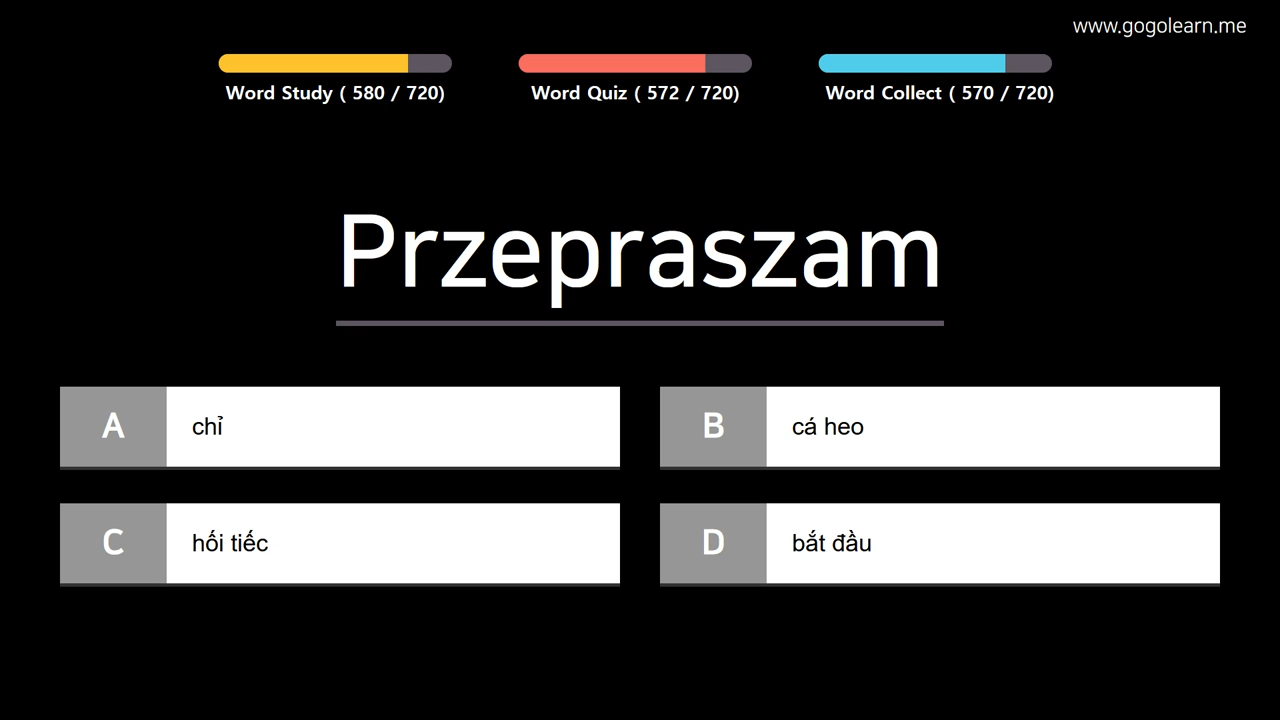 www.gogolearn.me
Word Study ( 580 / 720)
Word Quiz ( 572 / 720)
Word Collect ( 570 / 720)
Przepraszam
A
chỉ
B
cá heo
C
hối tiếc
D
bắt đầu